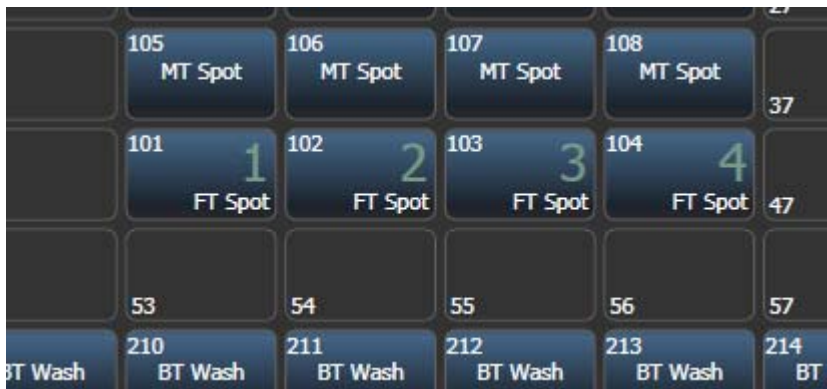 105 106 107 108
MT Spot MT Spot MT Spot MT Spot
37
101 1 102 2 103 3 104 4
FT Spot FT Spot FT Spot FT Spot 47
53 54 55 56 57
210 211 212 213 214
BT Wash BT Wash BT Wash BT Wash BT Wash BT